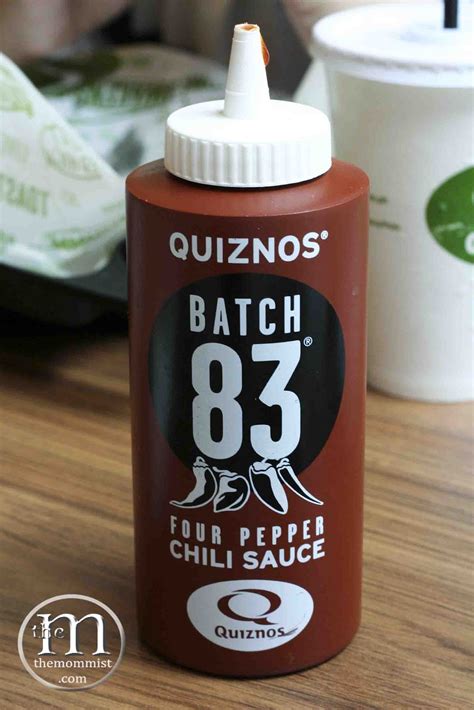 QUIZNOS®
BATCH
83®
FOUR PEPPER
CHILI SAUCE
Q
QUIZNOS
the M
themommist
.com